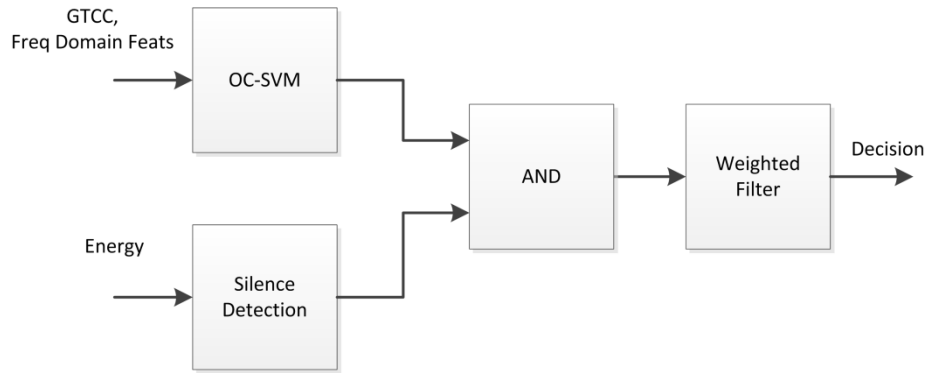 GTCC,
Freq Domain Feats
OC-SVM
Energy
Silence
Detection
AND
Weighted
Filter
Decision